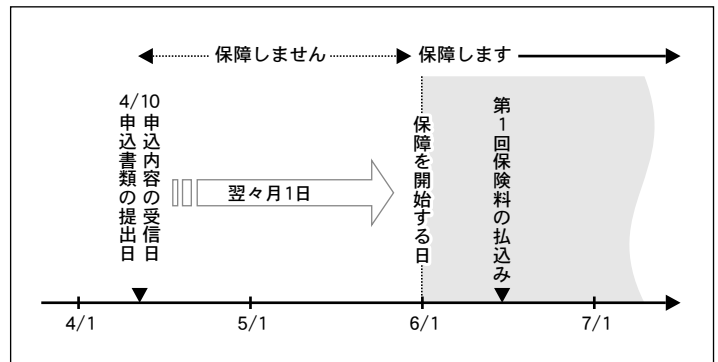 保障しません
保障します
4/10
申込書類の提出日
申込内容の受信日
翌々月1日
保障を開始する日
第1回保険料の払込み
4/1
5/1
6/1
7/1